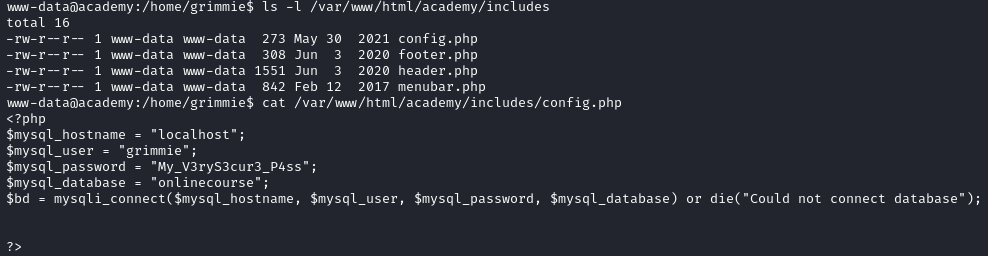 www-data@academy:/home/grimmie$ ls -l /var/www/html/academy/includes
total 16
-rw-r--r-- 1 www-data www-data  273 May 30  2021 config.php
-rw-r--r-- 1 www-data www-data  308 Jun  3  2020 footer.php
-rw-r--r-- 1 www-data www-data 1551 Jun  3  2020 header.php
-rw-r--r-- 1 www-data www-data  842 Feb 12  2017 menubar.php
www-data@academy:/home/grimmie$ cat /var/www/html/academy/includes/config.php
<?php
$mysql_hostname = "localhost";
$mysql_user = "grimmie";
$mysql_password = "My_V3ryS3cur3_P4ss";
$mysql_database = "onlinecourse";
$bd = mysqli_connect($mysql_hostname, $mysql_user, $mysql_password, $mysql_database) or die("Could not connect database");
?>